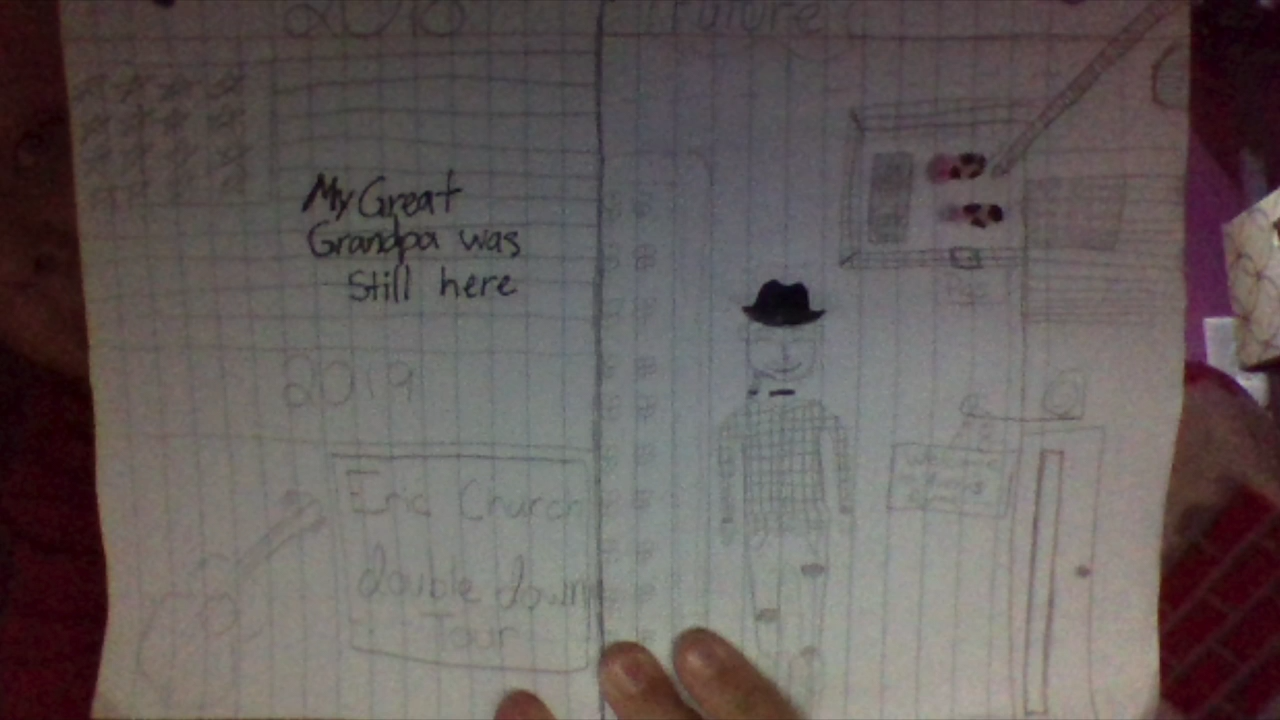 2018
My Great
Grandpa was
Still here
2019
Eric Church
double down
Tour
Future